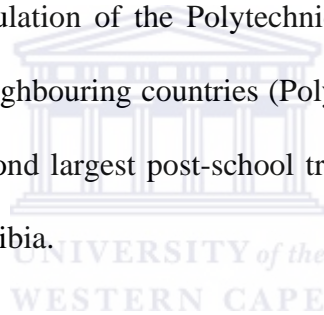 ulation of the Polytechni
ghbouring countries (Poly
ond largest post-school tr
ibia.
UNIVERSITY of the
WESTERN CAPE